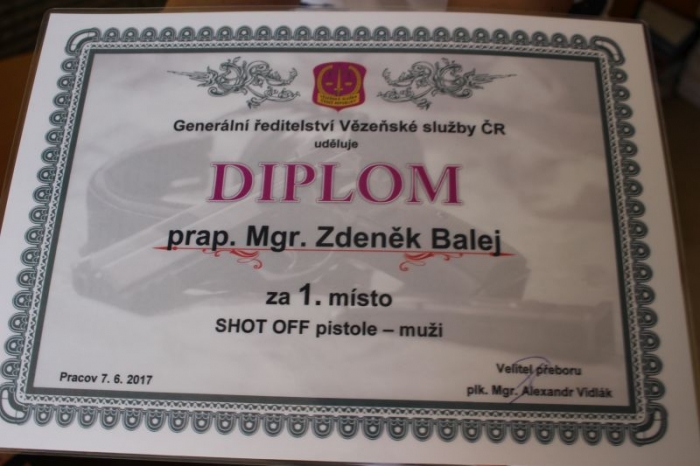 Generální ředitelství Vězeňské služby ČR
uděluje
DIPLOM
prap. Mgr. Zdeněk Balej
za 1. místo
SHOT OFF pistole – muži
Pracov 7. 6. 2017
Velitel přeboru
plk. Mgr. Alexandr Vidlák